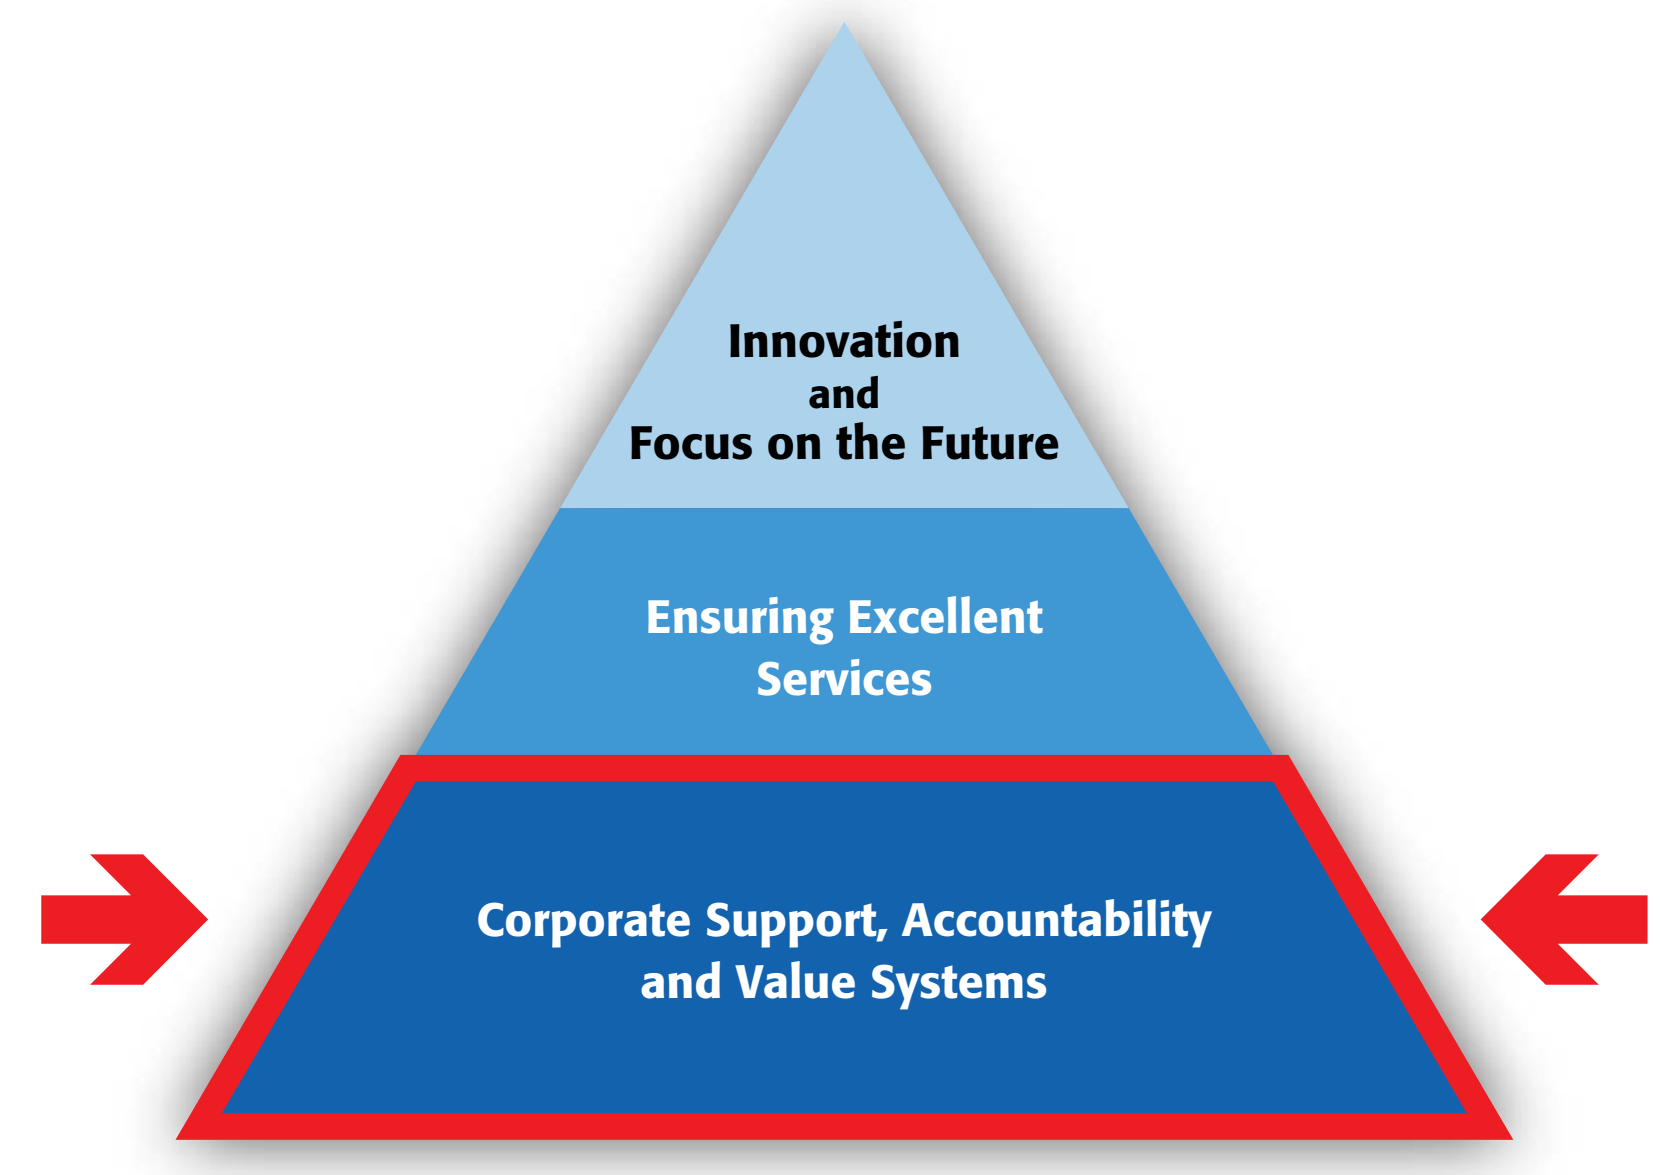 Innovation
and
Focus on the Future
Ensuring Excellent
Services
Corporate Support, Accountability
and Value Systems